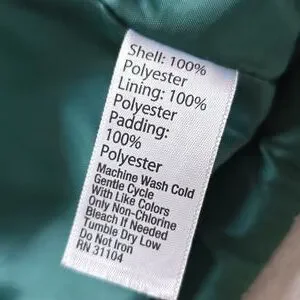 Shell: 100%
Polyester
Lining: 100%
Polyester
Padding:
100%
Polyester
Machine Wash Cold
Gentle Cycle
With Like Colors
Only Non-Chlorine
Bleach If Needed
Tumble Dry Low
Do Not Iron
RN 31104